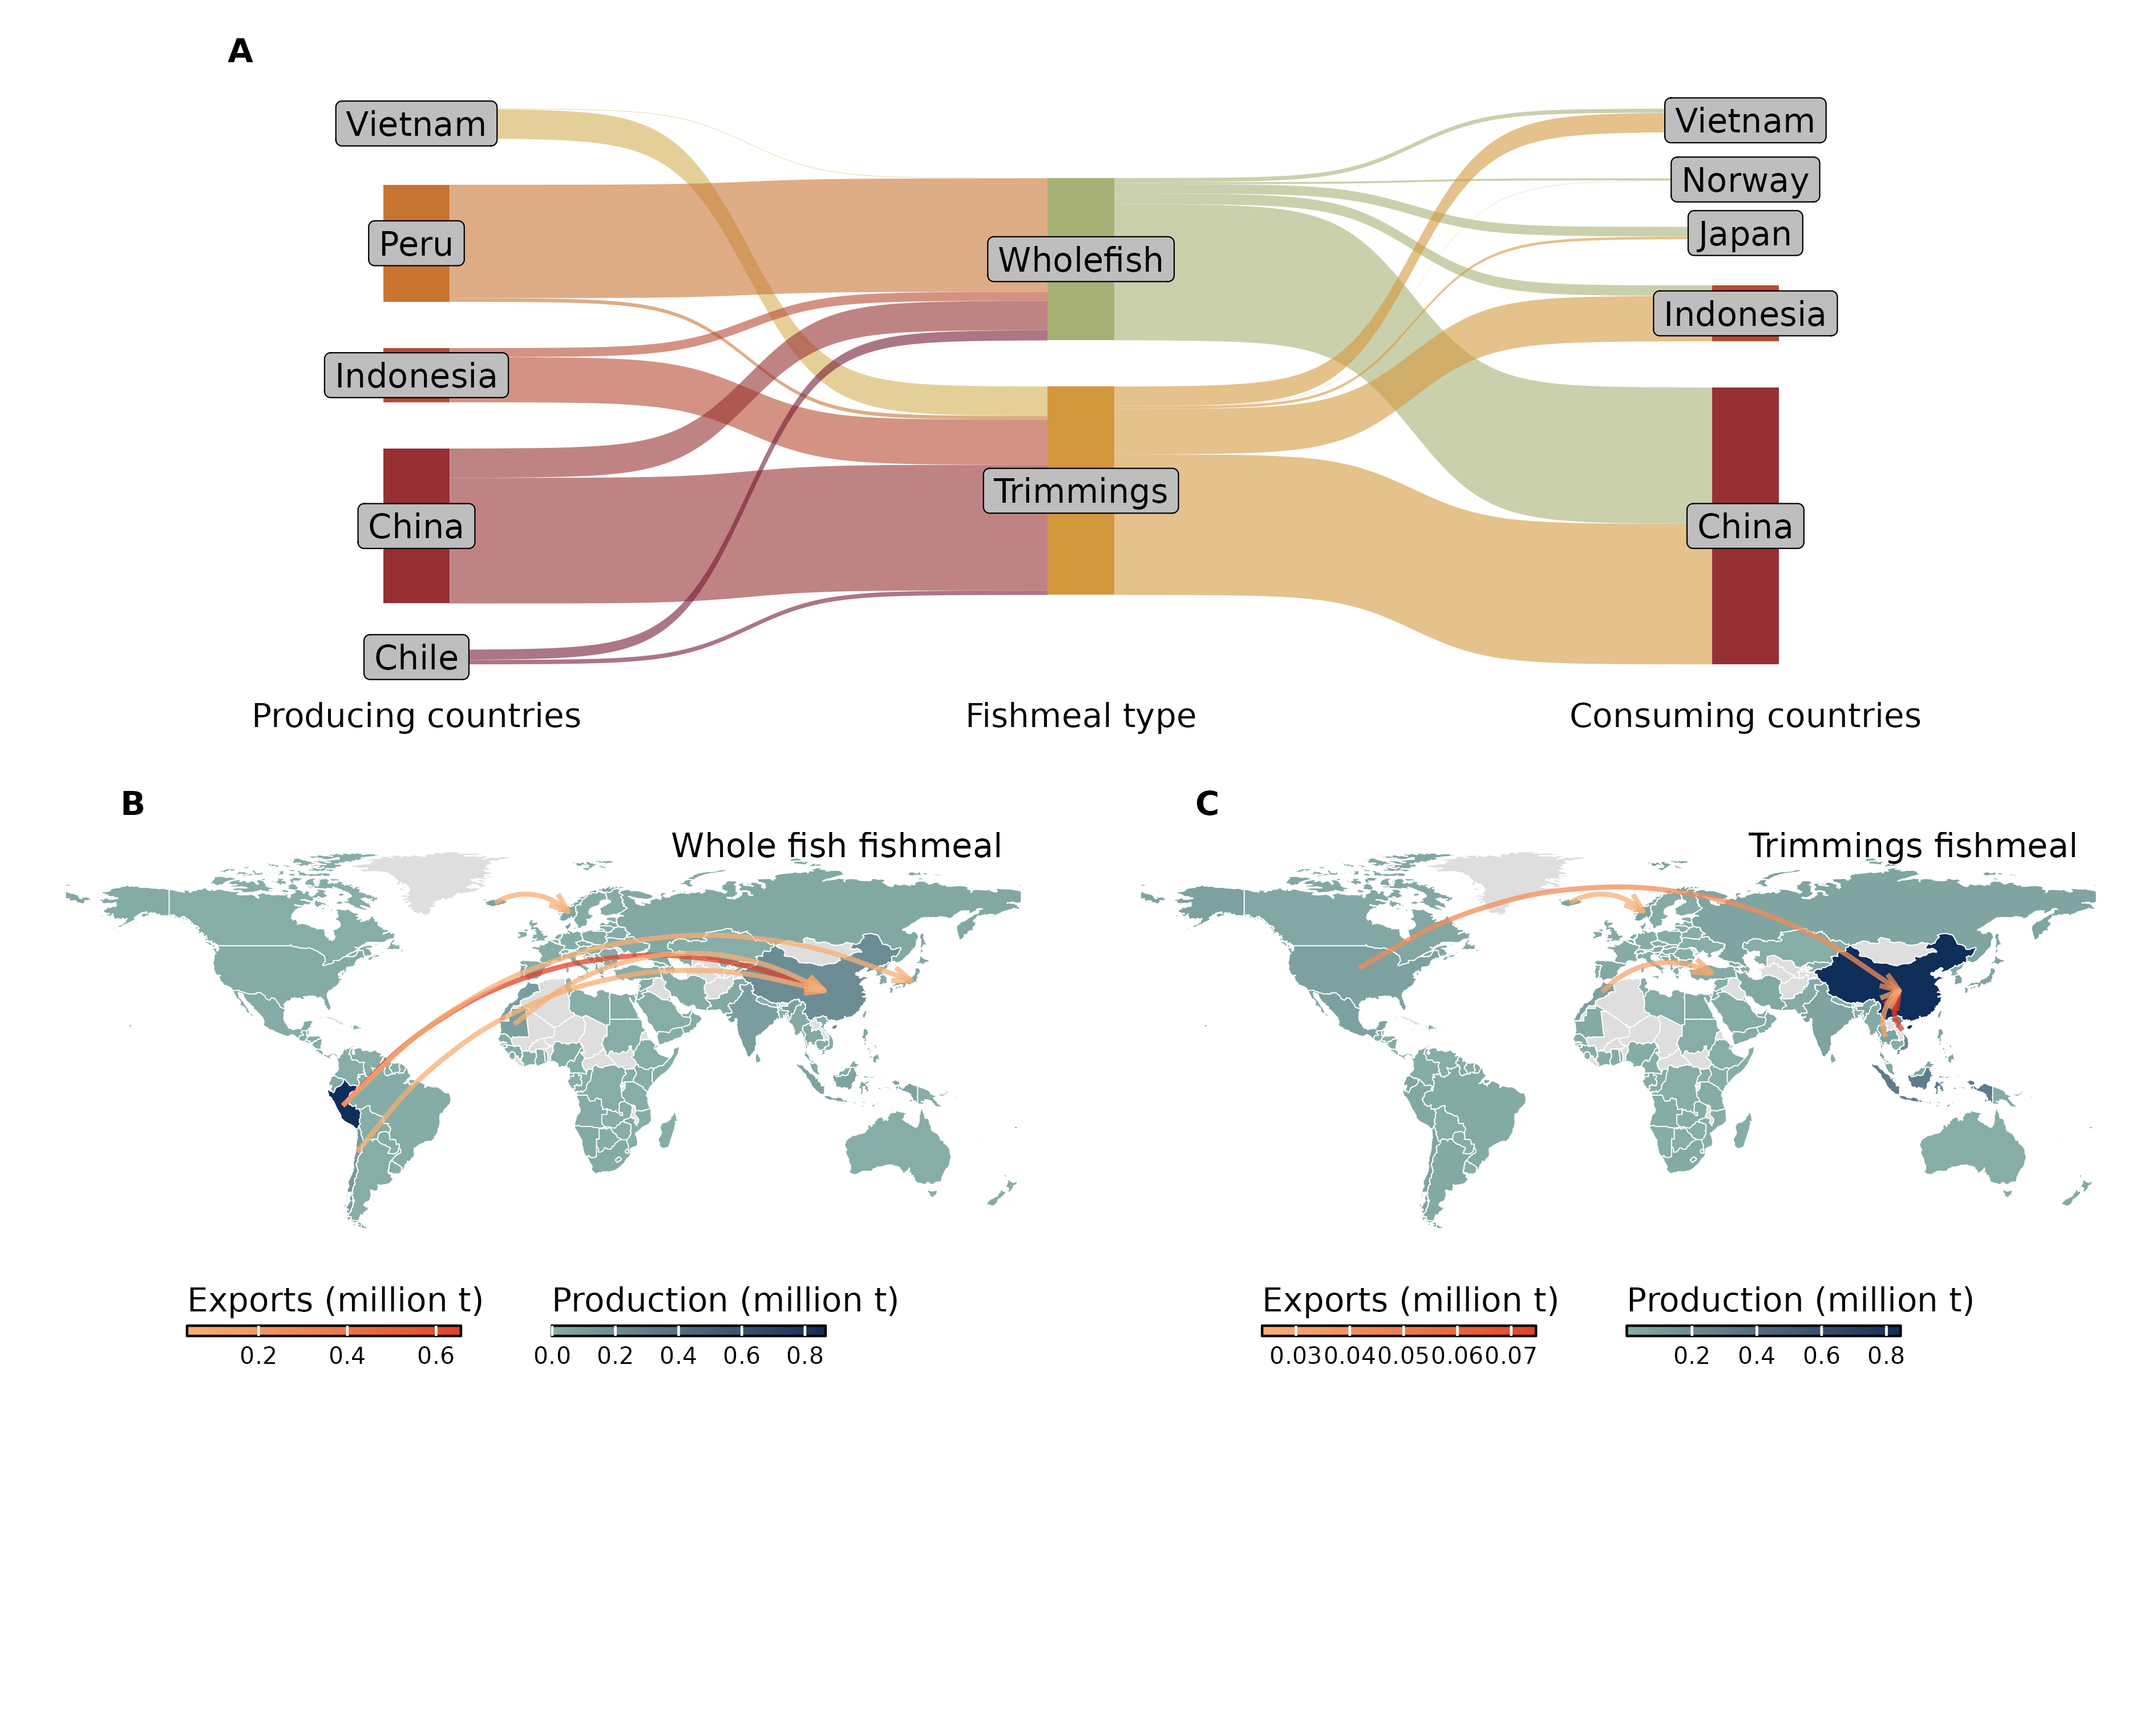 A
Vietnam
Peru
Indonesia
China
Chile
Wholefish
Trimmings
Vietnam
Norway
Japan
Indonesia
China
Producing countries
Fishmeal type
Consuming countries
B
Whole fish fishmeal
Exports (million t)
0.2 0.4 0.6
Production (million t)
0.0 0.2 0.4 0.6 0.8
C
Trimmings fishmeal
Exports (million t)
0.03 0.04 0.05 0.06 0.07
Production (million t)
0.2 0.4 0.6 0.8